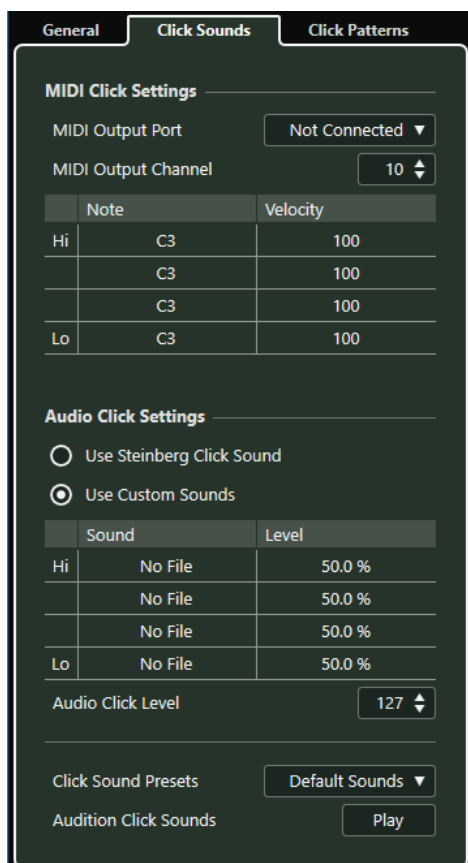 General Click Sounds Click Patterns
MIDI Click Settings
MIDI Output Port Not Connected
MIDI Output Channel 10
Note Velocity
Hi C3 100
C3 100
C3 100
Lo C3 100
Audio Click Settings
Use Steinberg Click Sound
Use Custom Sounds
Sound Level
Hi No File 50.0 %
No File 50.0 %
No File 50.0 %
Lo No File 50.0 %
Audio Click Level 127
Click Sound Presets Default Sounds
Audition Click Sounds Play